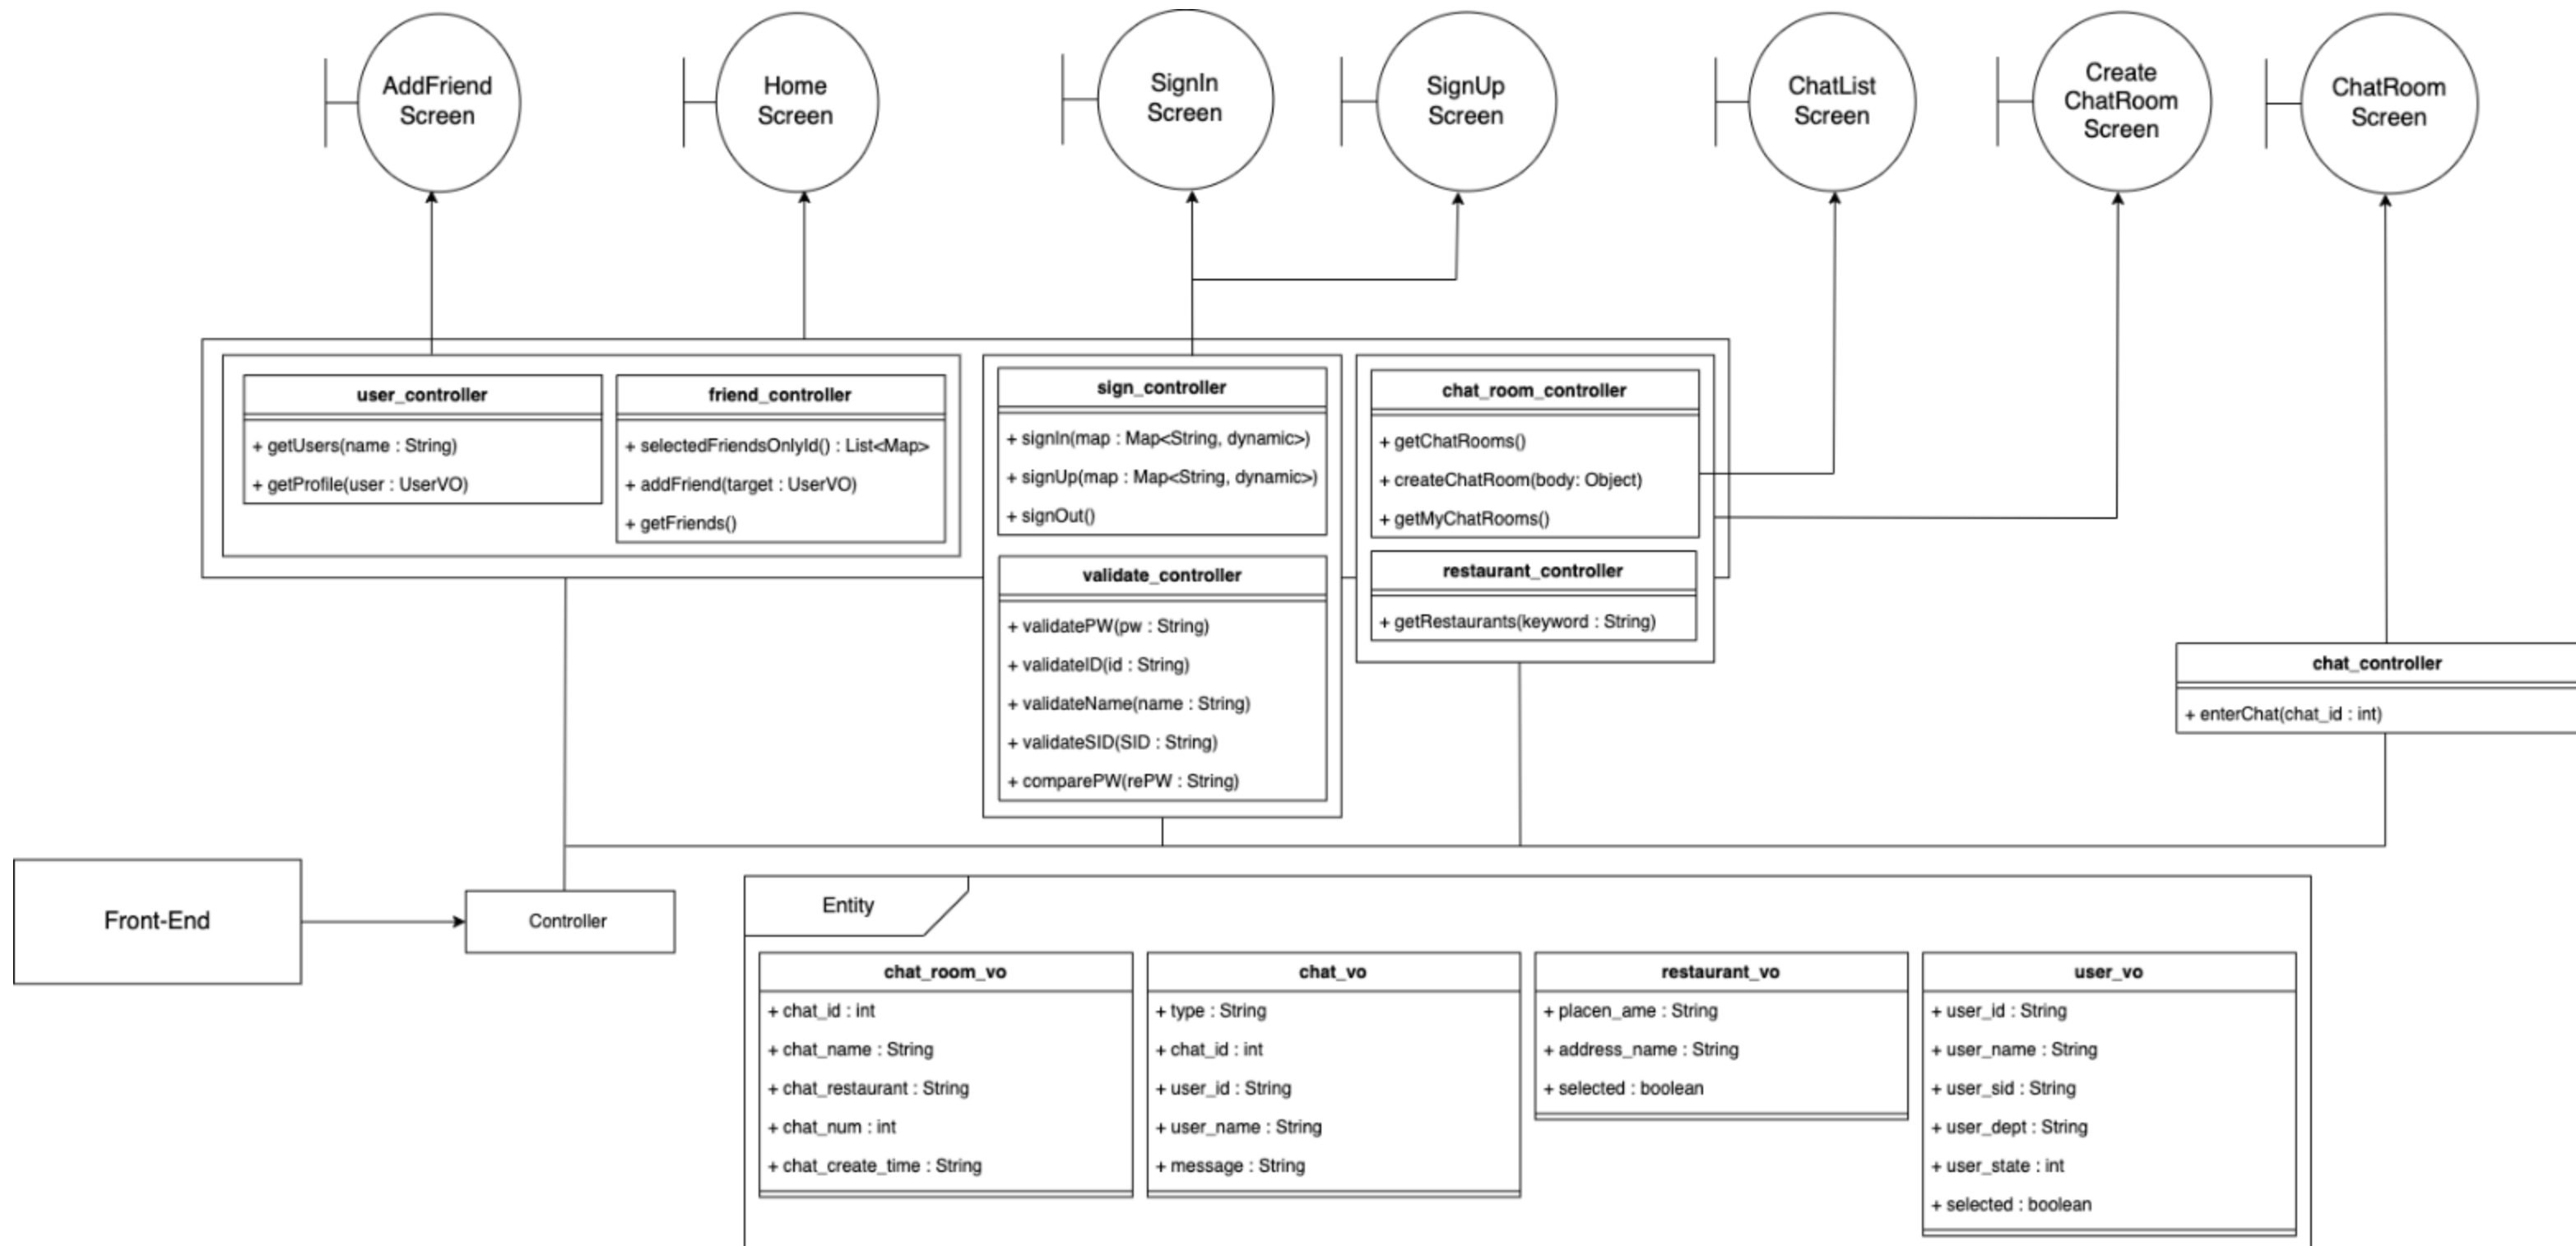 AddFriend
Screen
Home
Screen
SignIn
Screen
SignUp
Screen
ChatList
Screen
Create
ChatRoom
Screen
ChatRoom
Screen
user_controller
+ getUsers(name : String)
+ getProfile(user : UserVO)
friend_controller
+ selectedFriendsOnlyId() : List<Map>
+ addFriend(target : UserVO)
+ getFriends()
sign_controller
+ signIn(map : Map<String, dynamic>)
+ signUp(map : Map<String, dynamic>)
+ signOut()
validate_controller
+ validatePW(pw : String)
+ validateID(id : String)
+ validateName(name : String)
+ validateSID(SID : String)
+ comparePW(rePW : String)
chat_room_controller
+ getChatRooms()
+ createChatRoom(body: Object)
+ getMyChatRooms()
restaurant_controller
+ getRestaurants(keyword : String)
chat_controller
+ enterChat(chat_id : int)
Front-End
Controller
Entity
chat_room_vo
+ chat_id : int
+ chat_name : String
+ chat_restaurant : String
+ chat_num : int
+ chat_create_time : String
chat_vo
+ type : String
+ chat_id : int
+ user_id : String
+ user_name : String
+ message : String
restaurant_vo
+ placen_ame : String
+ address_name : String
+ selected : boolean
user_vo
+ user_id : String
+ user_name : String
+ user_sid : String
+ user_dept : String
+ user_state : int
+ selected : boolean